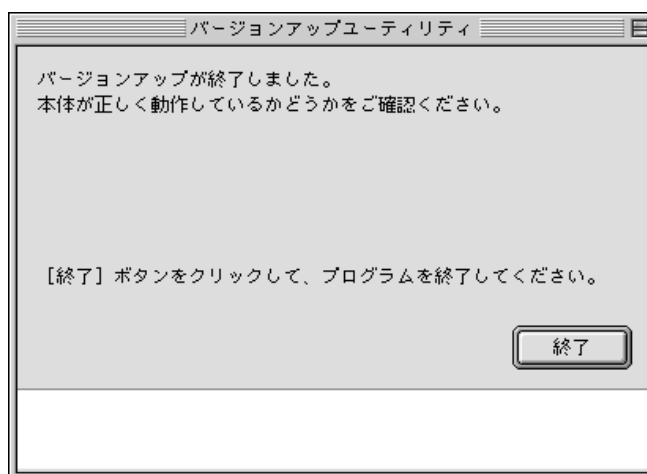 バージョンアップユーティリティ
バージョンアップが終了しました。
本体が正しく動作しているかどうかをご確認ください。
［終了］ボタンをクリックして、プログラムを終了してください。
終了